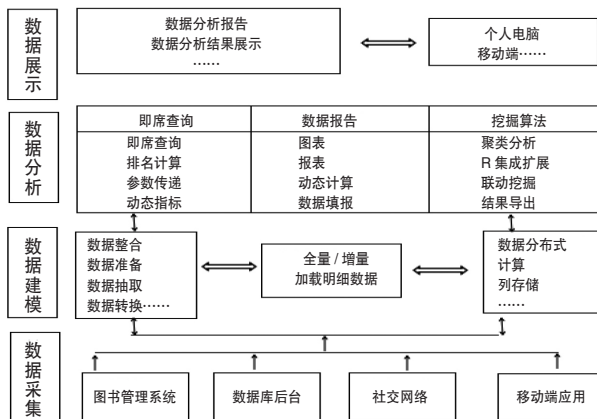 数据展示
数据分析报告
数据分析结果展示
……
个人电脑
移动端……
数据分析
即席查询
数据报告
挖掘算法
即席查询
排名计算
参数传递
动态指标
图表
报表
动态计算
数据填报
聚类分析
R 集成扩展
联动挖掘
结果导出
数据建模
数据整合
数据准备
数据抽取
数据转换……
全量 / 增量
加载明细数据
数据分布式
计算
列存储
……
数据采集
图书管理系统
数据库后台
社交网络
移动端应用